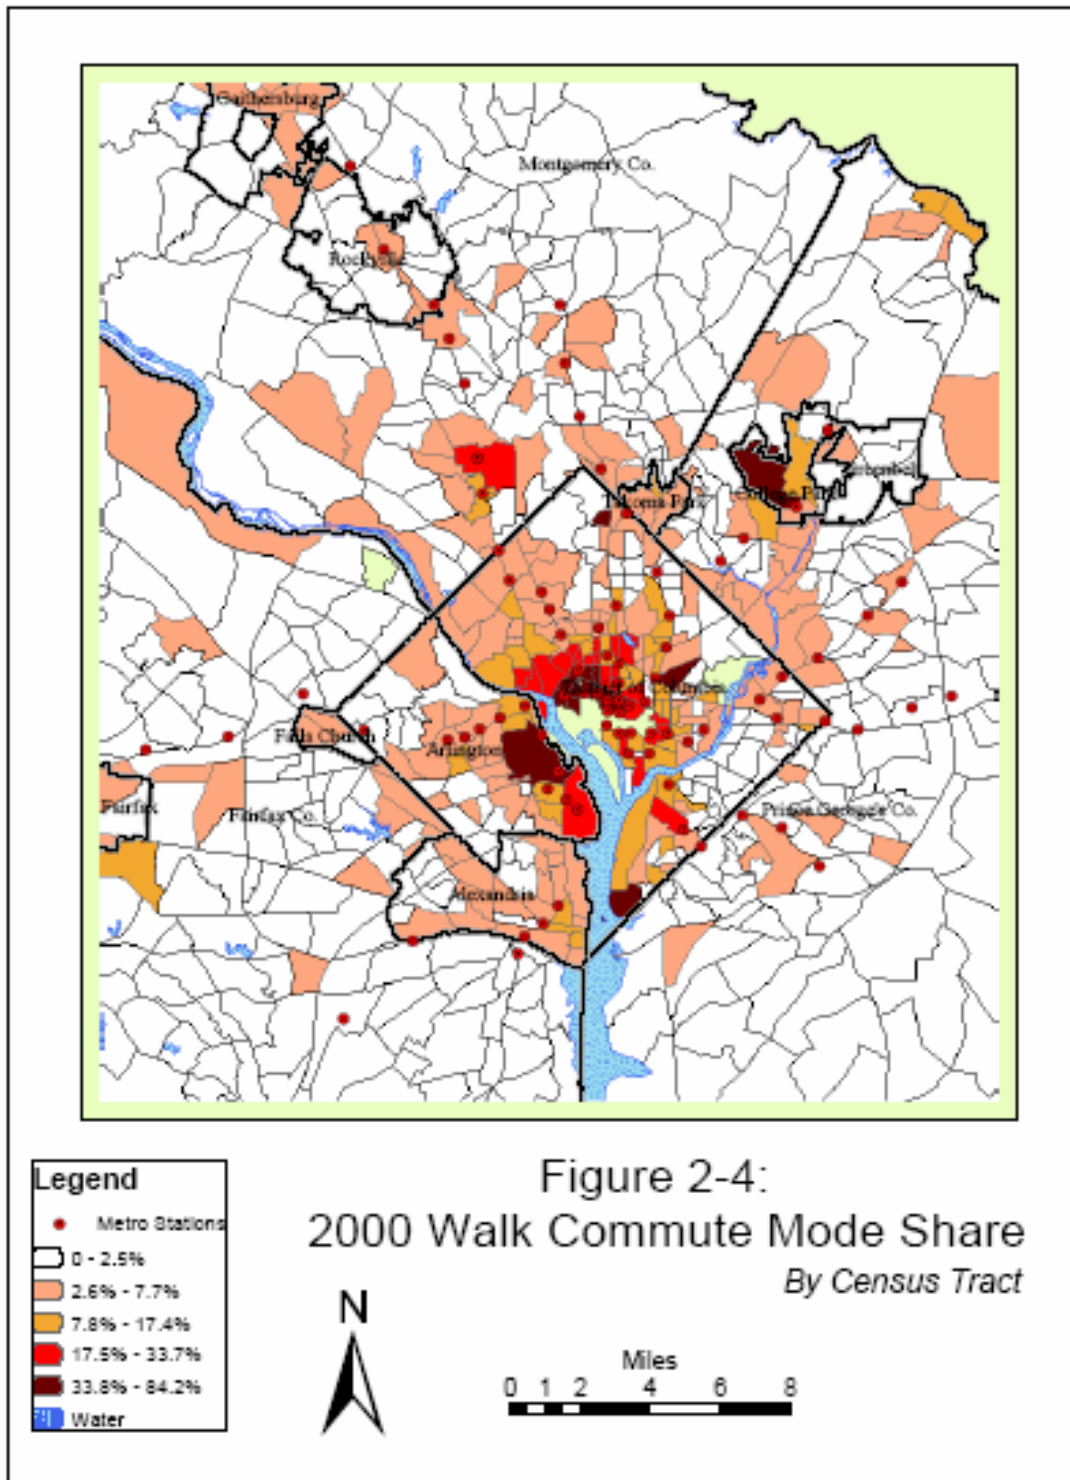 Gaithersburg
Montgomery Co.
Rockville
Greenbelt
College Park
Takoma Park
District of Columbia
Falls Church
Arlington
Fairfax
Fairfax Co.
Prince George's Co.
Alexandria
Legend
Metro Stations
0 - 2.5%
2.6% - 7.7%
7.8% - 17.4%
17.5% - 33.7%
33.8% - 84.2%
Water
Figure 2-4:
2000 Walk Commute Mode Share
By Census Tract
N
Miles
0 1 2 4 6 8